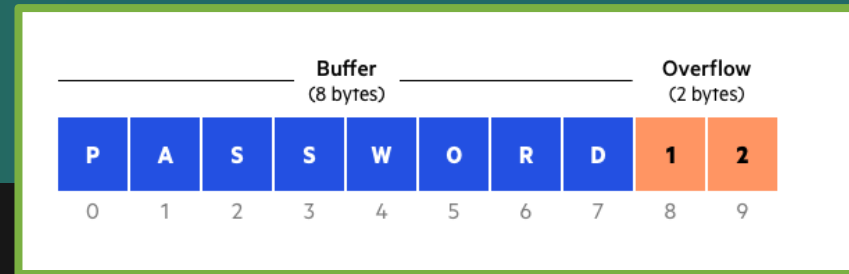 Buffer Overflow
(8 bytes) (2 bytes)
P A S S W O R D 1 2
0 1 2 3 4 5 6 7 8 9